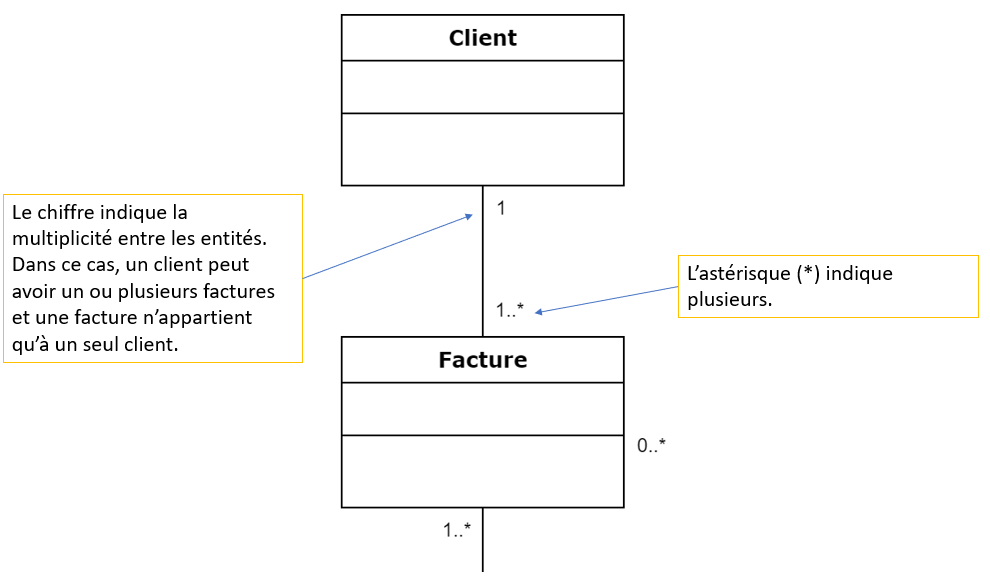 Client
1
Le chiffre indique la
multiplicité entre les entités.
Dans ce cas, un client peut
avoir un ou plusieurs factures
et une facture n’appartient
qu’à un seul client.
L’astérisque (*) indique
plusieurs.
1..*
Facture
0..*
1..*